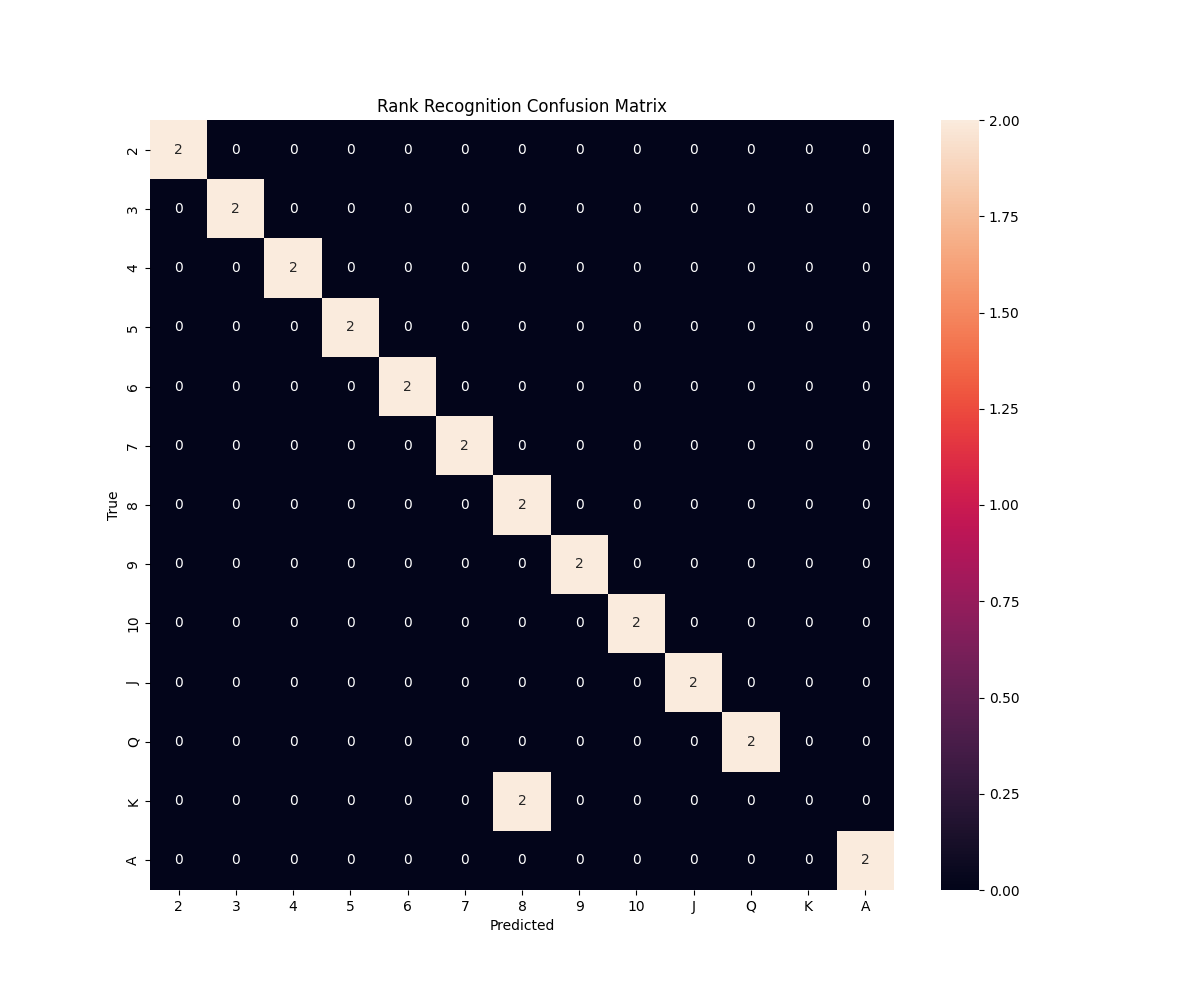 Rank Recognition Confusion Matrix
2 2 0 0 0 0 0 0 0 0 0 0 0 0
3 0 2 0 0 0 0 0 0 0 0 0 0 0
4 0 0 2 0 0 0 0 0 0 0 0 0 0
5 0 0 0 2 0 0 0 0 0 0 0 0 0
6 0 0 0 0 2 0 0 0 0 0 0 0 0
7 0 0 0 0 0 2 0 0 0 0 0 0 0
8 0 0 0 0 0 0 2 0 0 0 0 0 0
9 0 0 0 0 0 0 0 2 0 0 0 0 0
10 0 0 0 0 0 0 0 0 2 0 0 0 0
J 0 0 0 0 0 0 0 0 0 2 0 0 0
Q 0 0 0 0 0 0 0 0 0 0 2 0 0
K 0 0 0 0 0 0 2 0 0 0 0 0 0
A 0 0 0 0 0 0 0 0 0 0 0 0 2
2 3 4 5 6 7 8 9 10 J Q K A
Predicted
True
2.00
1.75
1.50
1.25
1.00
0.75
0.50
0.25
0.00